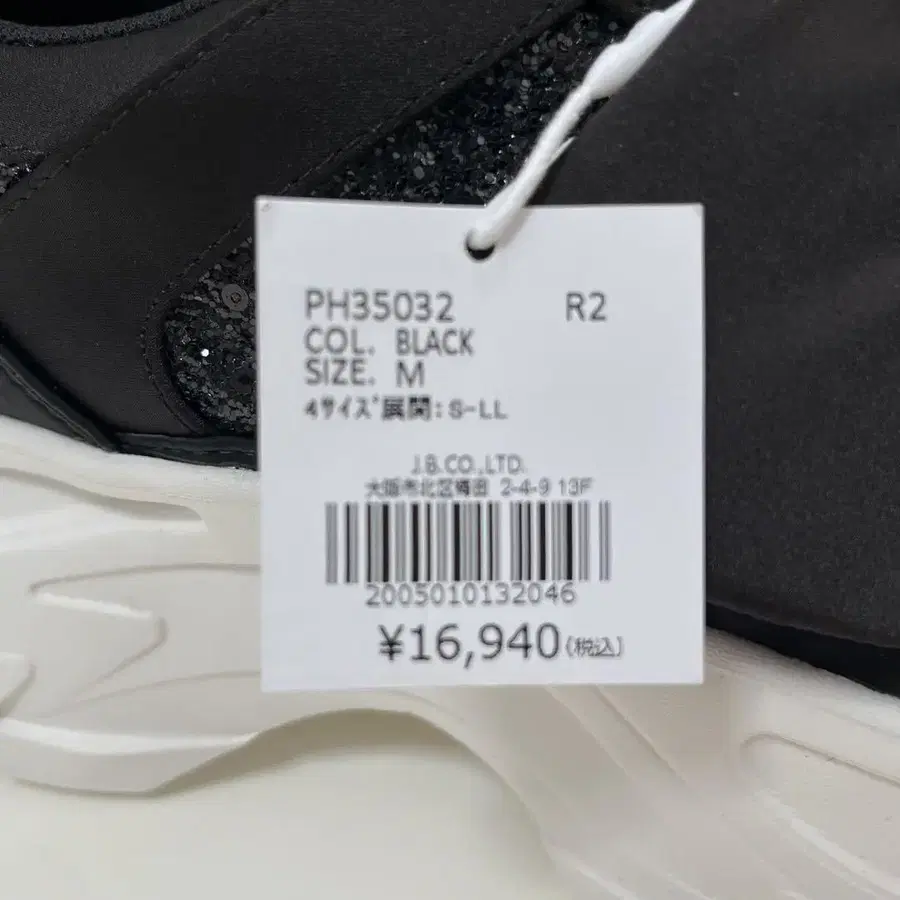 PH35032 R2
COL. BLACK
SIZE. M
4サイズ展開:S-LL
J.B.CO.,LTD.
大阪市北区梅田 2-4-9 13F
2005010132046
¥16,940(税込)